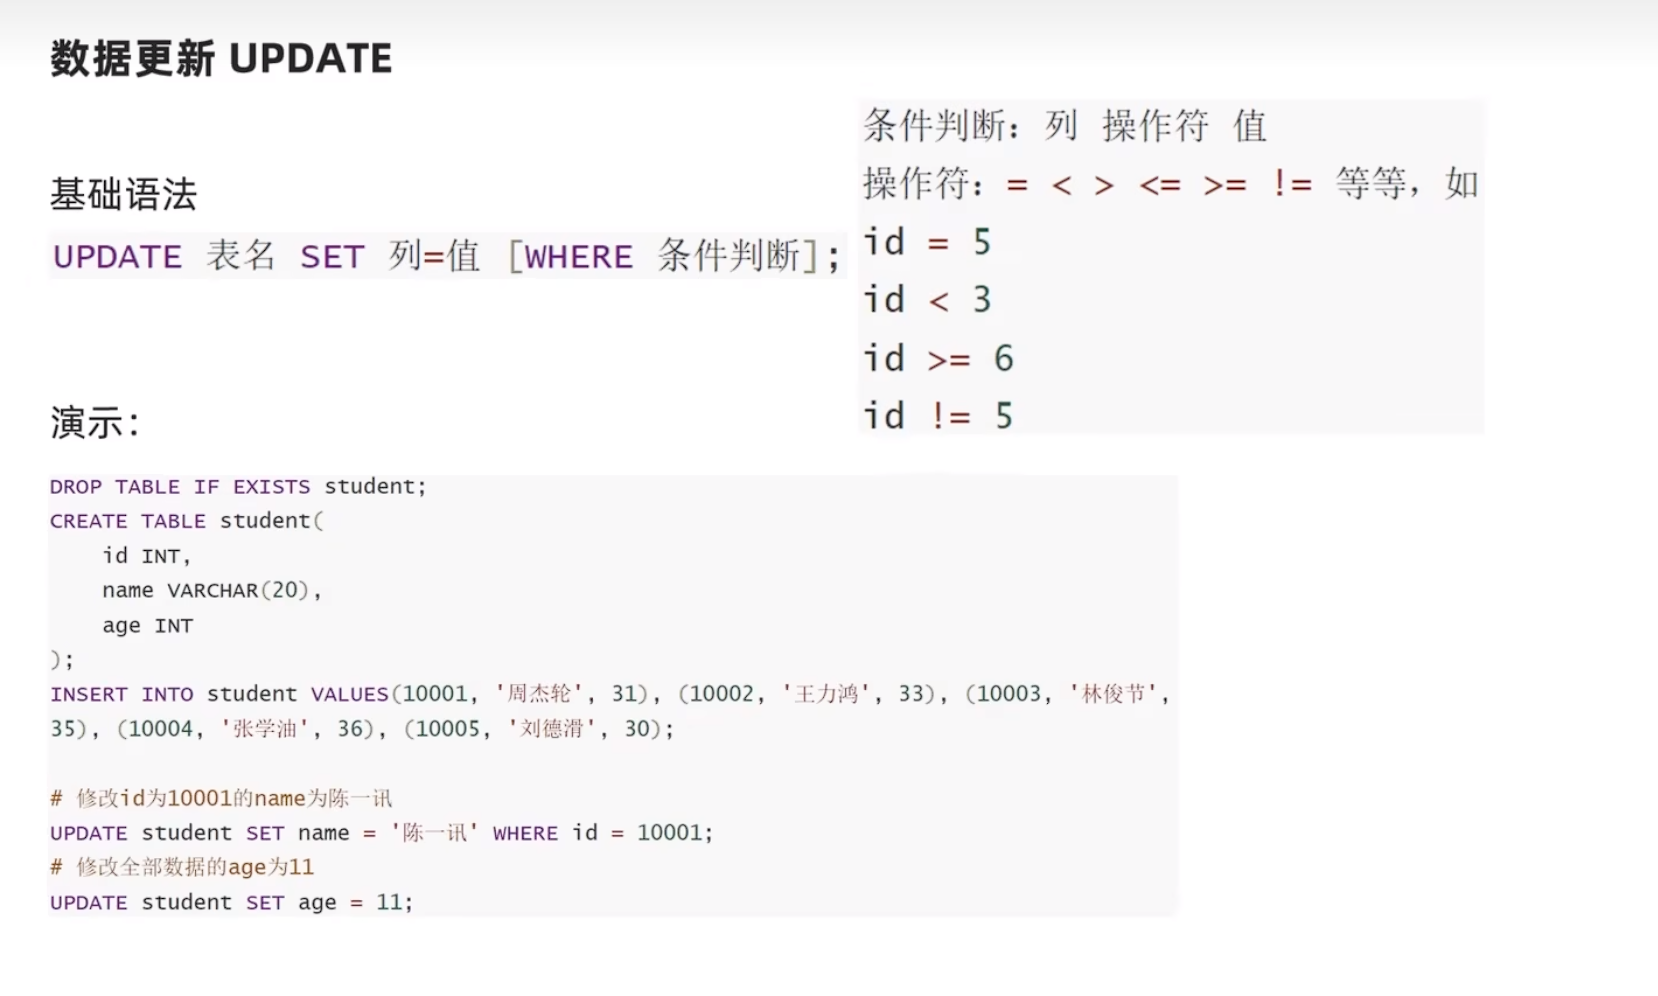 数据更新 UPDATE
基础语法
UPDATE 表名 SET 列=值 [WHERE 条件判断];
条件判断：列 操作符 值
操作符：= < > <= >= != 等等，如
id = 5
id < 3
id >= 6
id != 5
演示：
DROP TABLE IF EXISTS student;
CREATE TABLE student(
    id INT,
    name VARCHAR(20),
    age INT
);
INSERT INTO student VALUES(10001, '周杰轮', 31), (10002, '王力鸿', 33), (10003, '林俊节',
35), (10004, '张学油', 36), (10005, '刘德滑', 30);
# 修改id为10001的name为陈一讯
UPDATE student SET name = '陈一讯' WHERE id = 10001;
# 修改全部数据的age为11
UPDATE student SET age = 11;